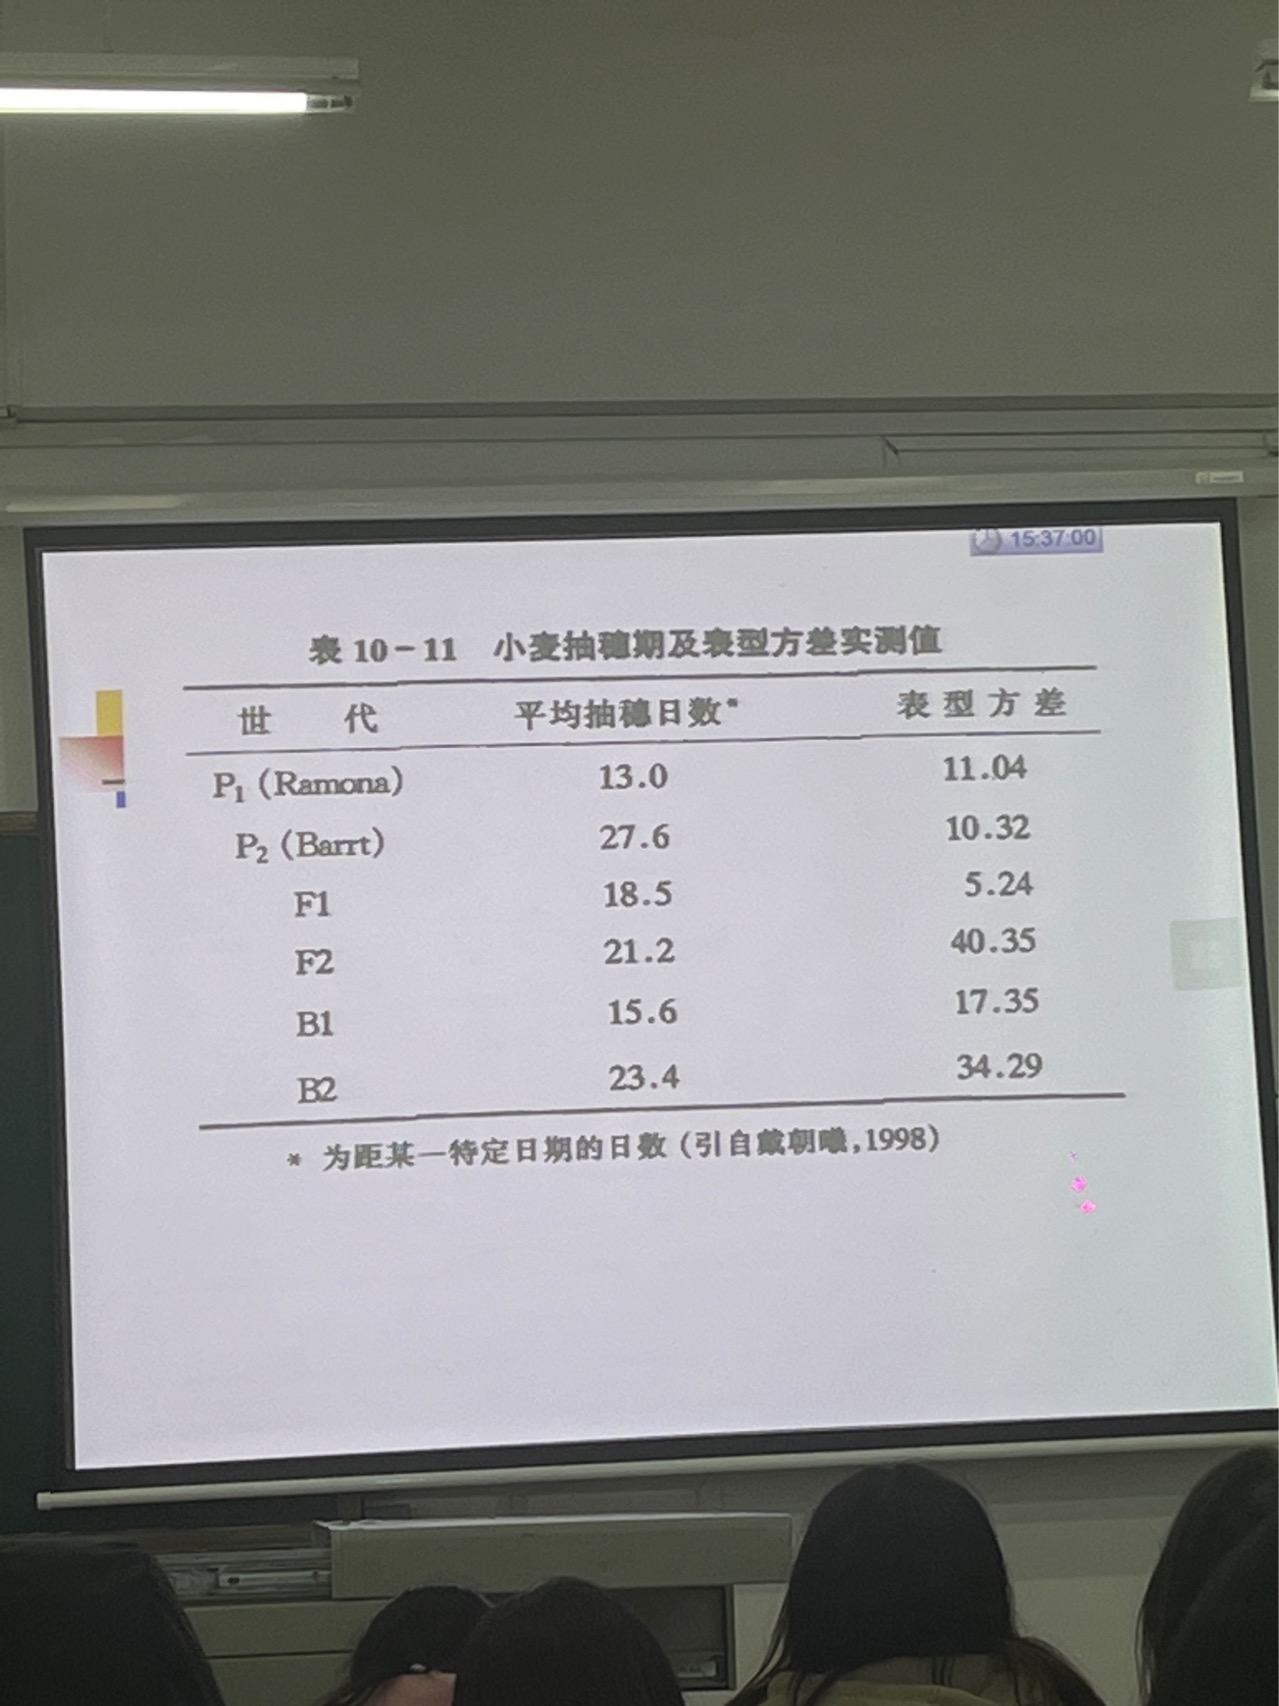 15:37:00
表 10-11 小麦抽穗期及表型方差实测值
世 代 平均抽穗日数* 表型方差
P₁ (Ramona) 13.0 11.04
P₂ (Barrt) 27.6 10.32
F1 18.5 5.24
F2 21.2 40.35
B1 15.6 17.35
B2 23.4 34.29
* 为距某一特定日期的日数 (引自戴朝曦,1998)